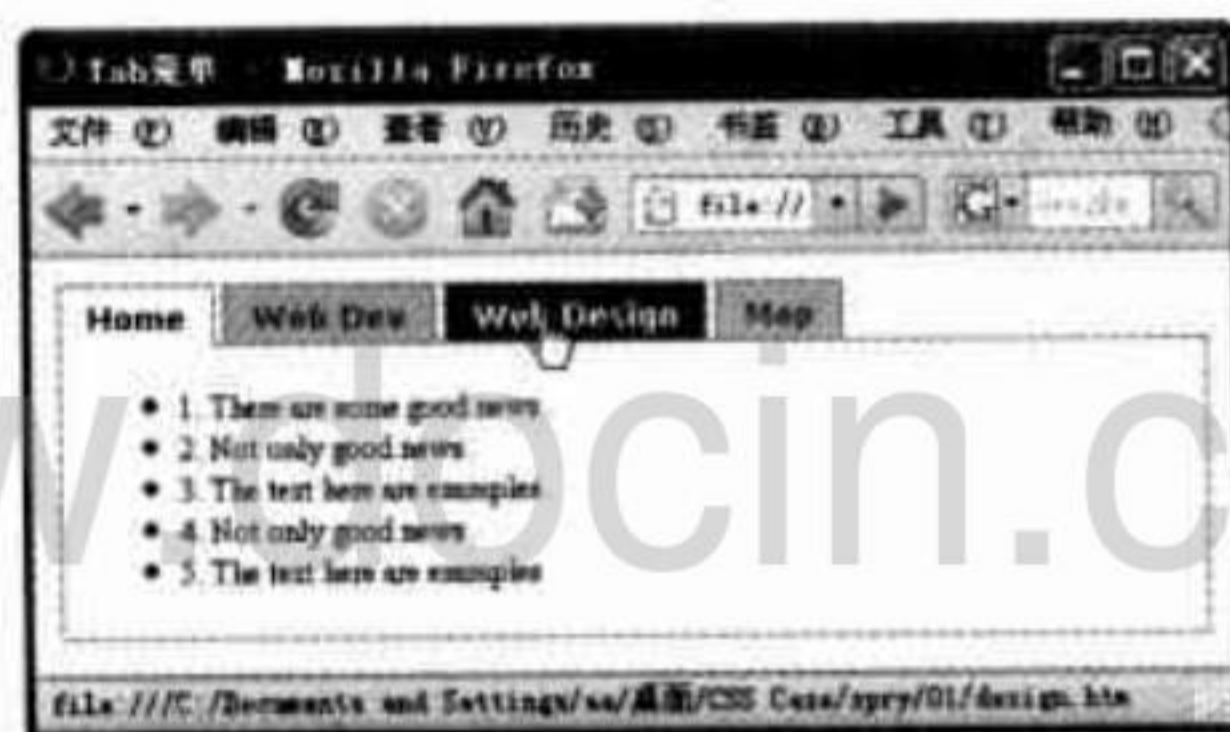 Tab菜单 - Mozilla Firefox
文件 (F) 编辑 (E) 查看 (V) 历史 (S) 书签 (B) 工具 (T) 帮助 (H)
file://
Home Web Dev Web Design Map
1. There are some good news
2. Not only good news
3. The text here are examples
4. Not only good news
5. The text here are examples
file:///C:/Documents and Settings/aa/桌面/CSS Case/spry/01/design.htm
w.docin.c